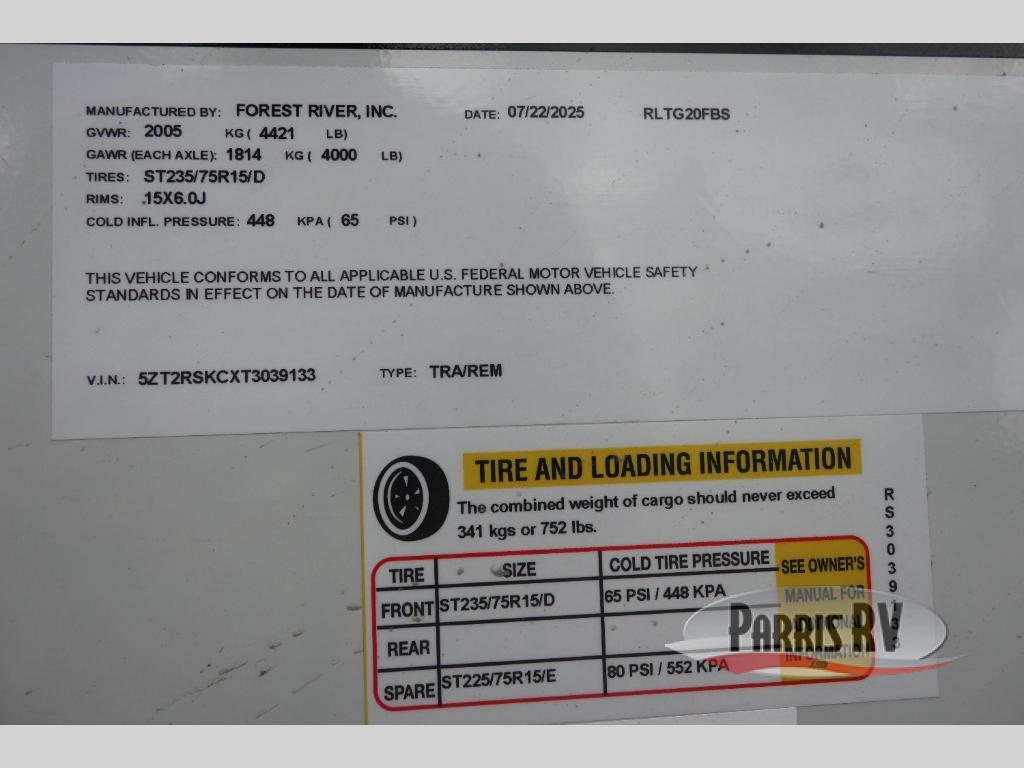 MANUFACTURED BY: FOREST RIVER, INC. DATE: 07/22/2025 RLTG20FBS
GVWR: 2005 KG ( 4421 LB)
GAWR (EACH AXLE): 1814 KG ( 4000 LB)
TIRES: ST235/75R15/D
RIMS: 15X6.0J
COLD INFL. PRESSURE: 448 KPA ( 65 PSI )
THIS VEHICLE CONFORMS TO ALL APPLICABLE U.S. FEDERAL MOTOR VEHICLE SAFETY
STANDARDS IN EFFECT ON THE DATE OF MANUFACTURE SHOWN ABOVE.
V.I.N.: 5ZT2RSKCXT3039133 TYPE: TRA/REM
TIRE AND LOADING INFORMATION
The combined weight of cargo should never exceed
341 kgs or 752 lbs.
TIRE SIZE COLD TIRE PRESSURE
FRONT ST235/75R15/D 65 PSI / 448 KPA
REAR
SPARE ST225/75R15/E 80 PSI / 552 KPA
SEE OWNER'S
MANUAL FOR
ADDITIONAL
INFORMATION
RS3039133
PARRIS RV
.com